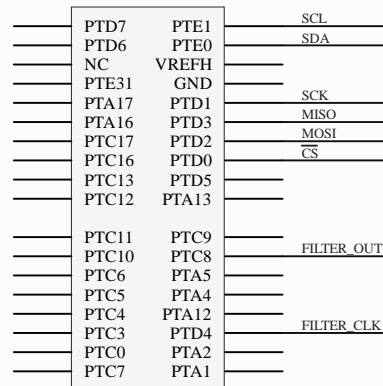 PTD7 PTE1 SCL
PTD6 PTE0 SDA
NC VREFH
PTE31 GND
PTA17 PTD1 SCK
PTA16 PTD3 MISO
PTC17 PTD2 MOSI
PTC16 PTD0 CS
PTC13 PTD5
PTC12 PTA13
PTC11 PTC9
PTC10 PTC8 FILTER_OUT
PTC6 PTA5
PTC5 PTA4
PTC4 PTA12
PTC3 PTD4 FILTER_CLK
PTC0 PTA2
PTC7 PTA1